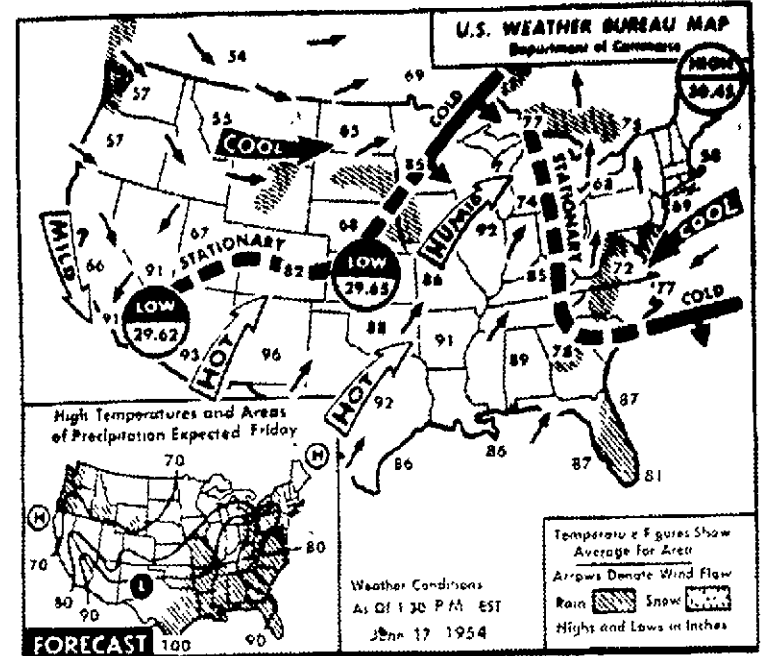 U.S. WEATHER BUREAU MAP
Department of Commerce
HIGH
30.45
54
69
COLD
57
55
COOL
85
77
75
57
85
STATIONARY
68
58
69
COOL
74
HUMID
92
68
67
72
MILD
66
91
STATIONARY
82
LOW
29.65
86
85
77
COLD
LOW
29.62
91
93
HOT
96
88
91
89
78
HOT
92
87
86
86
87
81
High Temperatures and Areas
of Precipitation Expected Friday
70
H
H
70
80
80
90
L
100
90
FORECAST
Weather Conditions
As Of 1:30 P.M. EST
June 17 1954
Temperature Figures Show
Average For Area
Arrows Denote Wind Flow
Rain
Snow
Highs and Lows in Inches